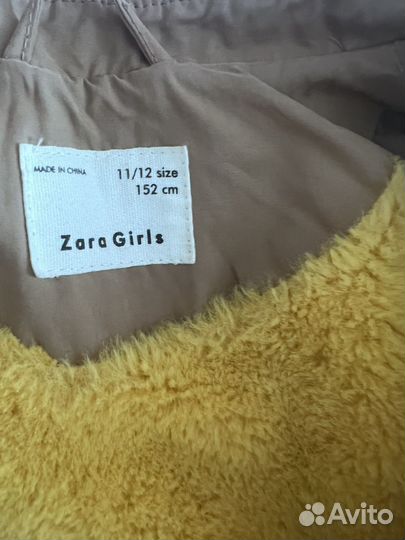 MADE IN CHINA
11/12 size
152 cm
Zara Girls
Avito